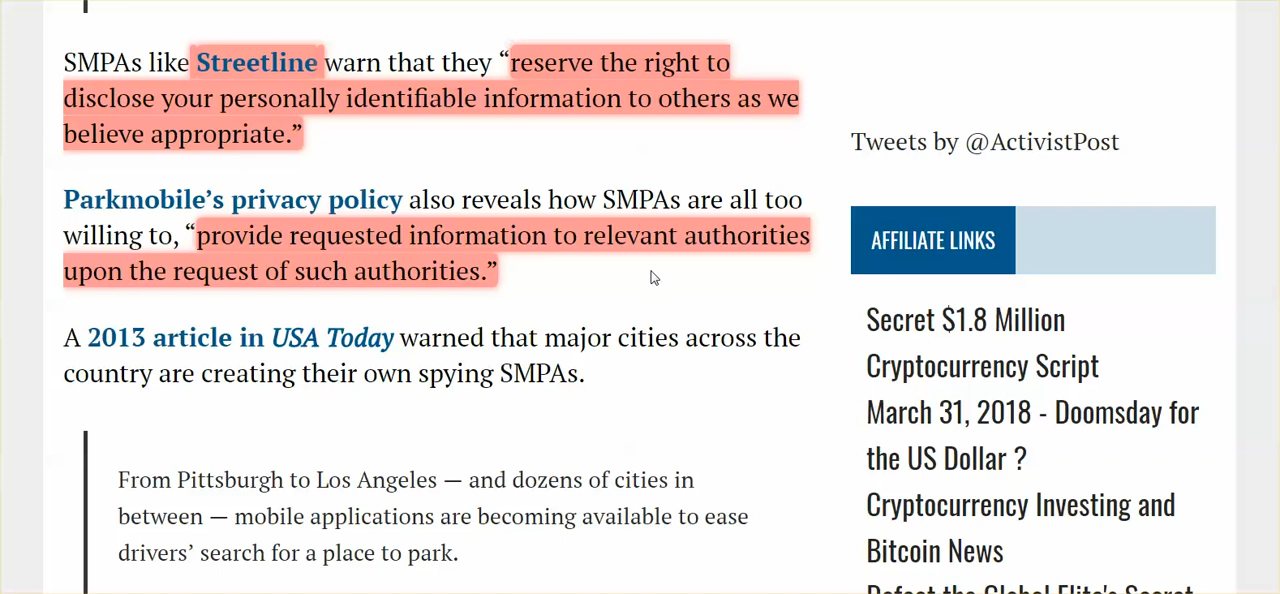 SMPAs like Streetline warn that they “reserve the right to
disclose your personally identifiable information to others as we
believe appropriate.”
Parkmobile’s privacy policy also reveals how SMPAs are all too
willing to, “provide requested information to relevant authorities
upon the request of such authorities.”
A 2013 article in USA Today warned that major cities across the
country are creating their own spying SMPAs.
From Pittsburgh to Los Angeles — and dozens of cities in
between — mobile applications are becoming available to ease
drivers’ search for a place to park.
Tweets by @ActivistPost
AFFILIATE LINKS
Secret $1.8 Million
Cryptocurrency Script
March 31, 2018 - Doomsday for
the US Dollar ?
Cryptocurrency Investing and
Bitcoin News
Defeat the Global Elite's Secret